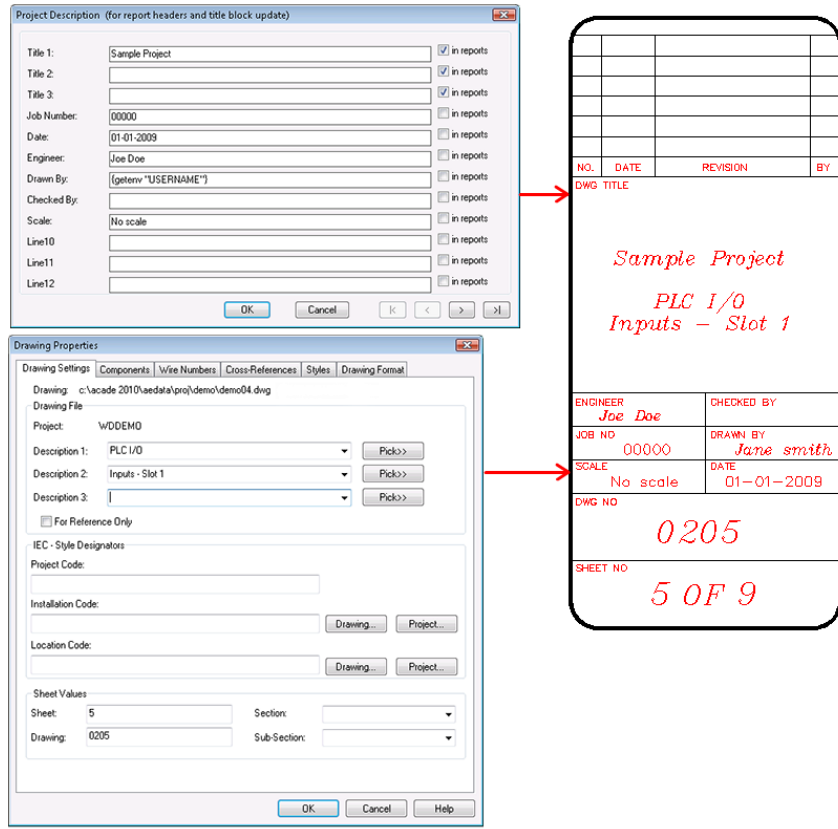 Project Description (for report headers and title block update)
Title 1: Sample Project in reports
Title 2: in reports
Title 3: in reports
Job Number: 00000 in reports
Date: 01-01-2009 in reports
Engineer: Joe Doe in reports
Drawn By: (getenv "USERNAME") in reports
Checked By: in reports
Scale: No scale in reports
Line10 in reports
Line11 in reports
Line12 in reports
OK Cancel |< < > >|
Drawing Properties
Drawing Settings Components Wire Numbers Cross-References Styles Drawing Format
Drawing: c:\acade 2010\aedata\proj\demo\demo04.dwg
Drawing File
Project: WDDEMO
Description 1: PLC I/O Pick>>
Description 2: Inputs - Slot 1 Pick>>
Description 3: Pick>>
For Reference Only
IEC - Style Designators
Project Code:
Installation Code:
Drawing... Project...
Location Code:
Drawing... Project...
Sheet Values
Sheet: 5 Section:
Drawing: 0205 Sub-Section:
OK Cancel Help
NO. DATE REVISION BY
DWG TITLE
Sample Project
PLC I/O
Inputs - Slot 1
ENGINEER CHECKED BY
Joe Doe
JOB NO DRAWN BY
00000 Jane smith
SCALE DATE
No scale 01-01-2009
DWG NO
0205
SHEET NO
5 OF 9